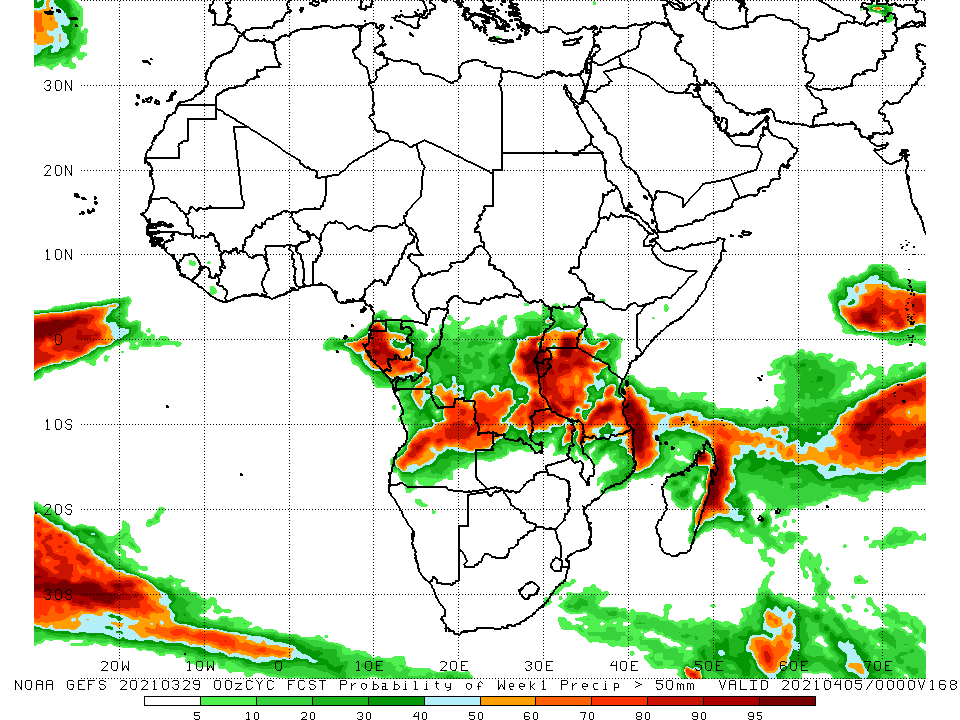 30N
20N
10N
0
10S
20S
30S
20W 10W 0 10E 20E 30E 40E 50E 60E 70E
NOAA GEFS 20210329 00zCYC FCST Probability of Week1 Precip > 50mm VALID 20210405/0000V168
5 10 20 30 40 50 60 70 80 90 95